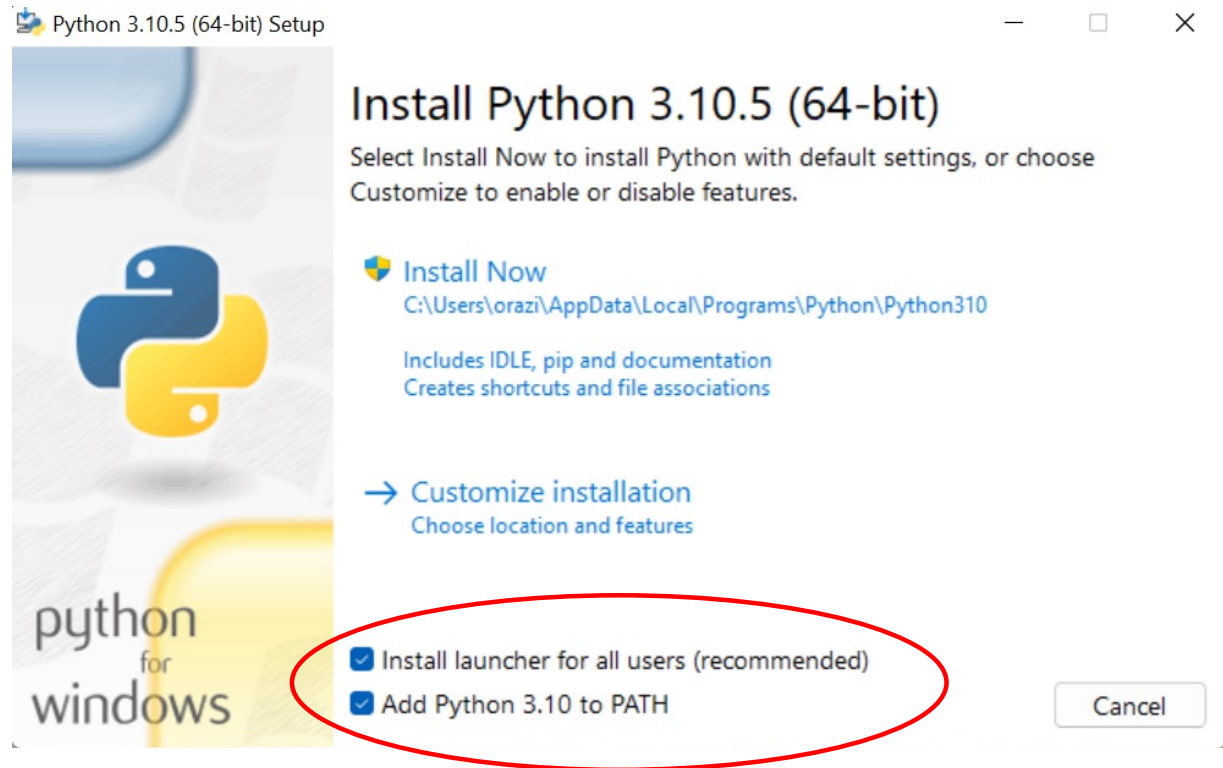 Python 3.10.5 (64-bit) Setup
Install Python 3.10.5 (64-bit)
Select Install Now to install Python with default settings, or choose
Customize to enable or disable features.
Install Now
C:\Users\orazi\AppData\Local\Programs\Python\Python310
Includes IDLE, pip and documentation
Creates shortcuts and file associations
Customize installation
Choose location and features
python
for
windows
Install launcher for all users (recommended)
Add Python 3.10 to PATH
Cancel